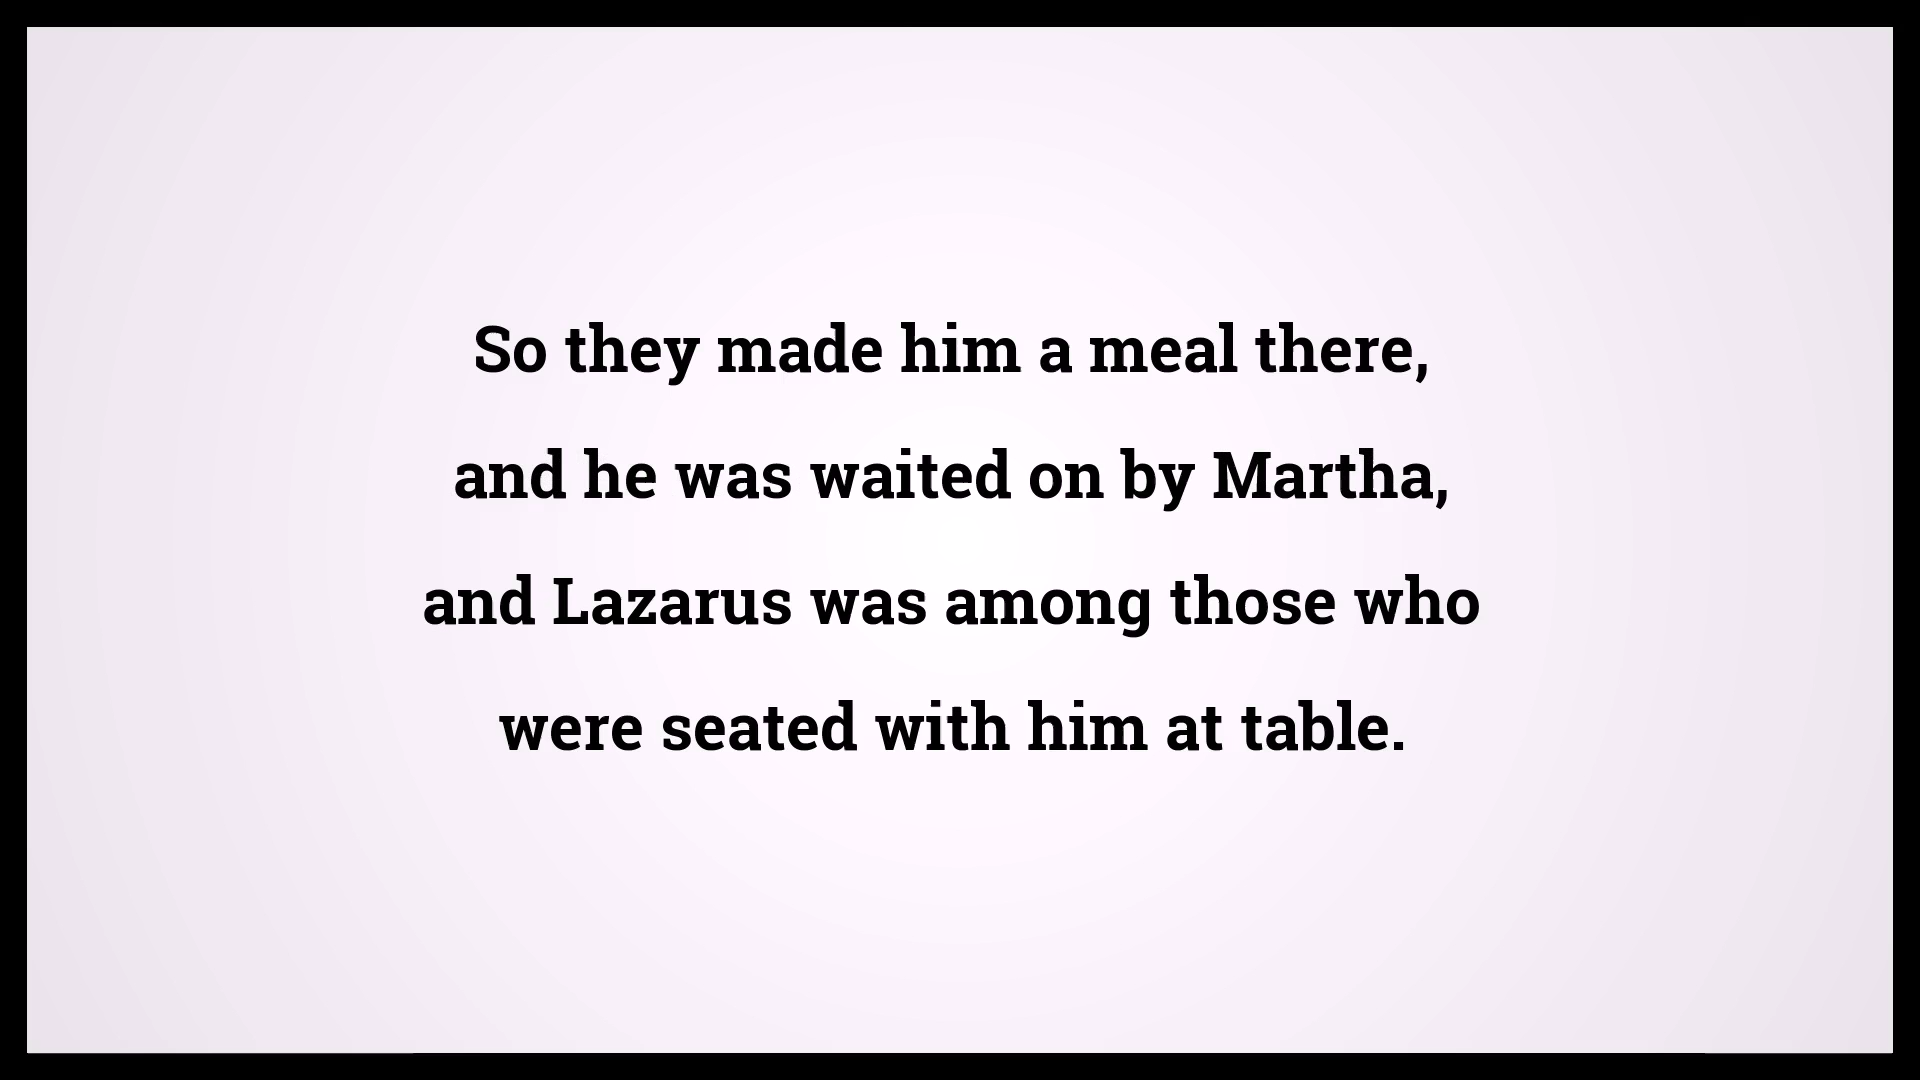 So they made him a meal there,
and he was waited on by Martha,
and Lazarus was among those who
were seated with him at table.